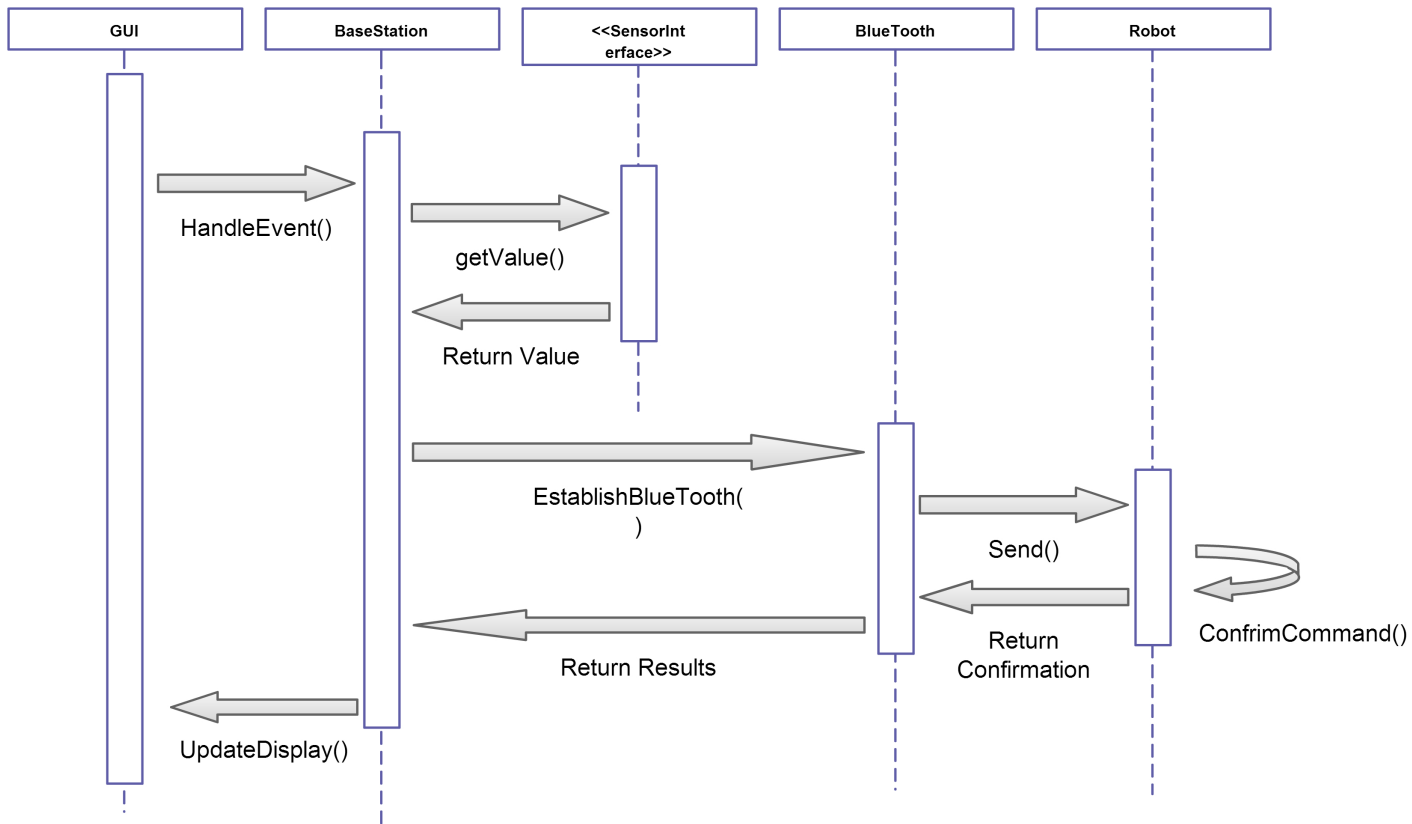 GUI
BaseStation
<<SensorInt
erface>>
BlueTooth
Robot
HandleEvent()
getValue()
Return Value
EstablishBlueTooth(
)
Send()
ConfrimCommand()
Return
Confirmation
Return Results
UpdateDisplay()